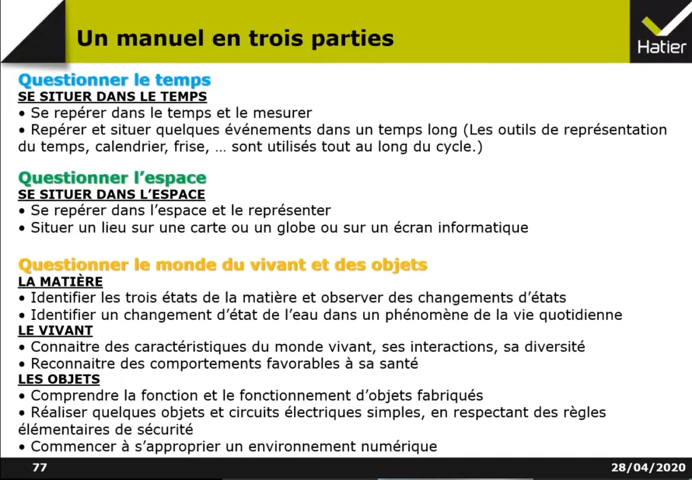 Un manuel en trois parties
Hatier
Questionner le temps
SE SITUER DANS LE TEMPS
• Se repérer dans le temps et le mesurer
• Repérer et situer quelques événements dans un temps long (Les outils de représentation
du temps, calendrier, frise, … sont utilisés tout au long du cycle.)
Questionner l’espace
SE SITUER DANS L’ESPACE
• Se repérer dans l’espace et le représenter
• Situer un lieu sur une carte ou un globe ou sur un écran informatique
Questionner le monde du vivant et des objets
LA MATIÈRE
• Identifier les trois états de la matière et observer des changements d’états
• Identifier un changement d’état de l’eau dans un phénomène de la vie quotidienne
LE VIVANT
• Connaitre des caractéristiques du monde vivant, ses interactions, sa diversité
• Reconnaitre des comportements favorables à sa santé
LES OBJETS
• Comprendre la fonction et le fonctionnement d’objets fabriqués
• Réaliser quelques objets et circuits électriques simples, en respectant des règles
élémentaires de sécurité
• Commencer à s’approprier un environnement numérique
77
28/04/2020